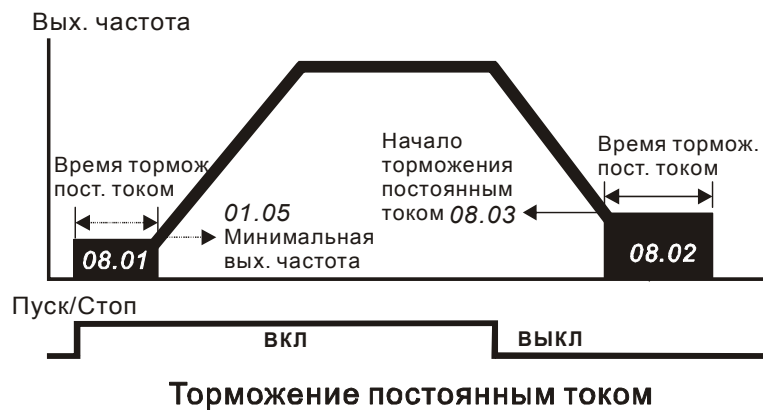 Вых. частота
Время тормож.
пост. током
08.01
01.05
Минимальная
вых. частота
Начало
торможения
постоянным
током 08.03
Время тормож.
пост. током
08.02
Пуск/Стоп
ВКЛ
ВЫКЛ
Торможение постоянным током